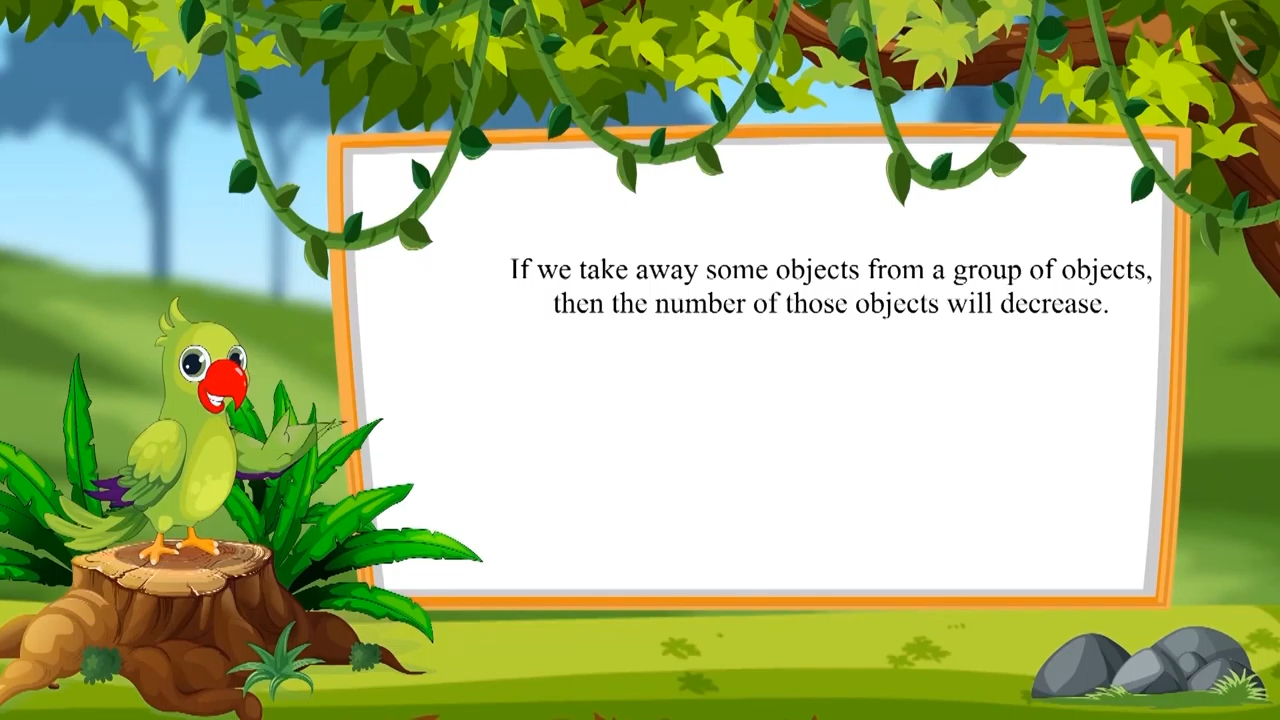 If we take away some objects from a group of objects,
then the number of those objects will decrease.